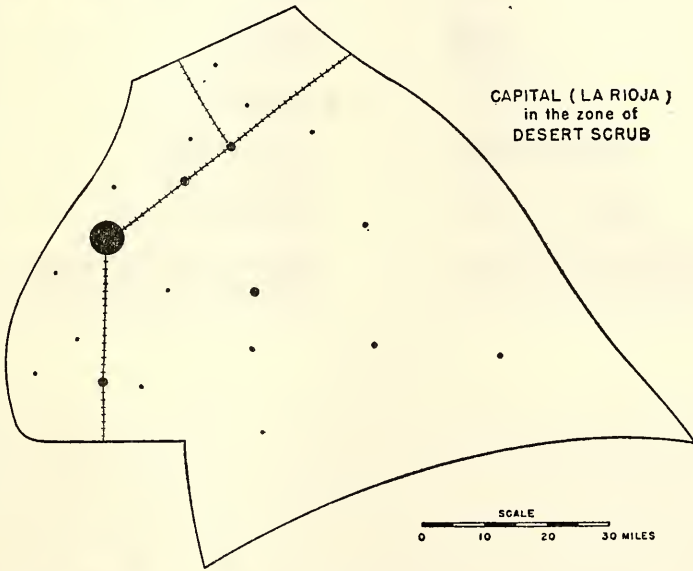 CAPITAL (LA RIOJA)
in the zone of
DESERT SCRUB
SCALE
0 10 20 30 MILES